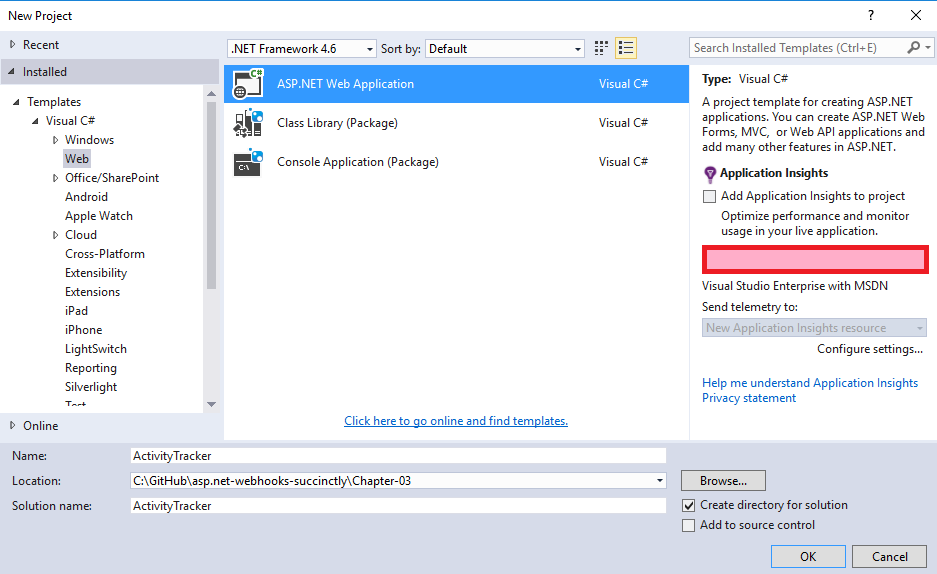 New Project
?
Recent
.NET Framework 4.6
Sort by:
Default
Search Installed Templates (Ctrl+E)
Installed
Templates
Visual C#
Windows
Web
Office/SharePoint
Android
Apple Watch
Cloud
Cross-Platform
Extensibility
Extensions
iPad
iPhone
LightSwitch
Reporting
Silverlight
Test
Online
ASP.NET Web Application Visual C#
Class Library (Package) Visual C#
Console Application (Package) Visual C#
Click here to go online and find templates.
Type: Visual C#
A project template for creating ASP.NET
applications. You can create ASP.NET Web
Forms, MVC, or Web API applications and
add many other features in ASP.NET.
Application Insights
Add Application Insights to project
Optimize performance and monitor
usage in your live application.
Visual Studio Enterprise with MSDN
Send telemetry to:
New Application Insights resource
Configure settings...
Help me understand Application Insights
Privacy statement
Name: ActivityTracker
Location: C:\GitHub\asp.net-webhooks-succinctly\Chapter-03
Solution name: ActivityTracker
Browse...
Create directory for solution
Add to source control
OK
Cancel